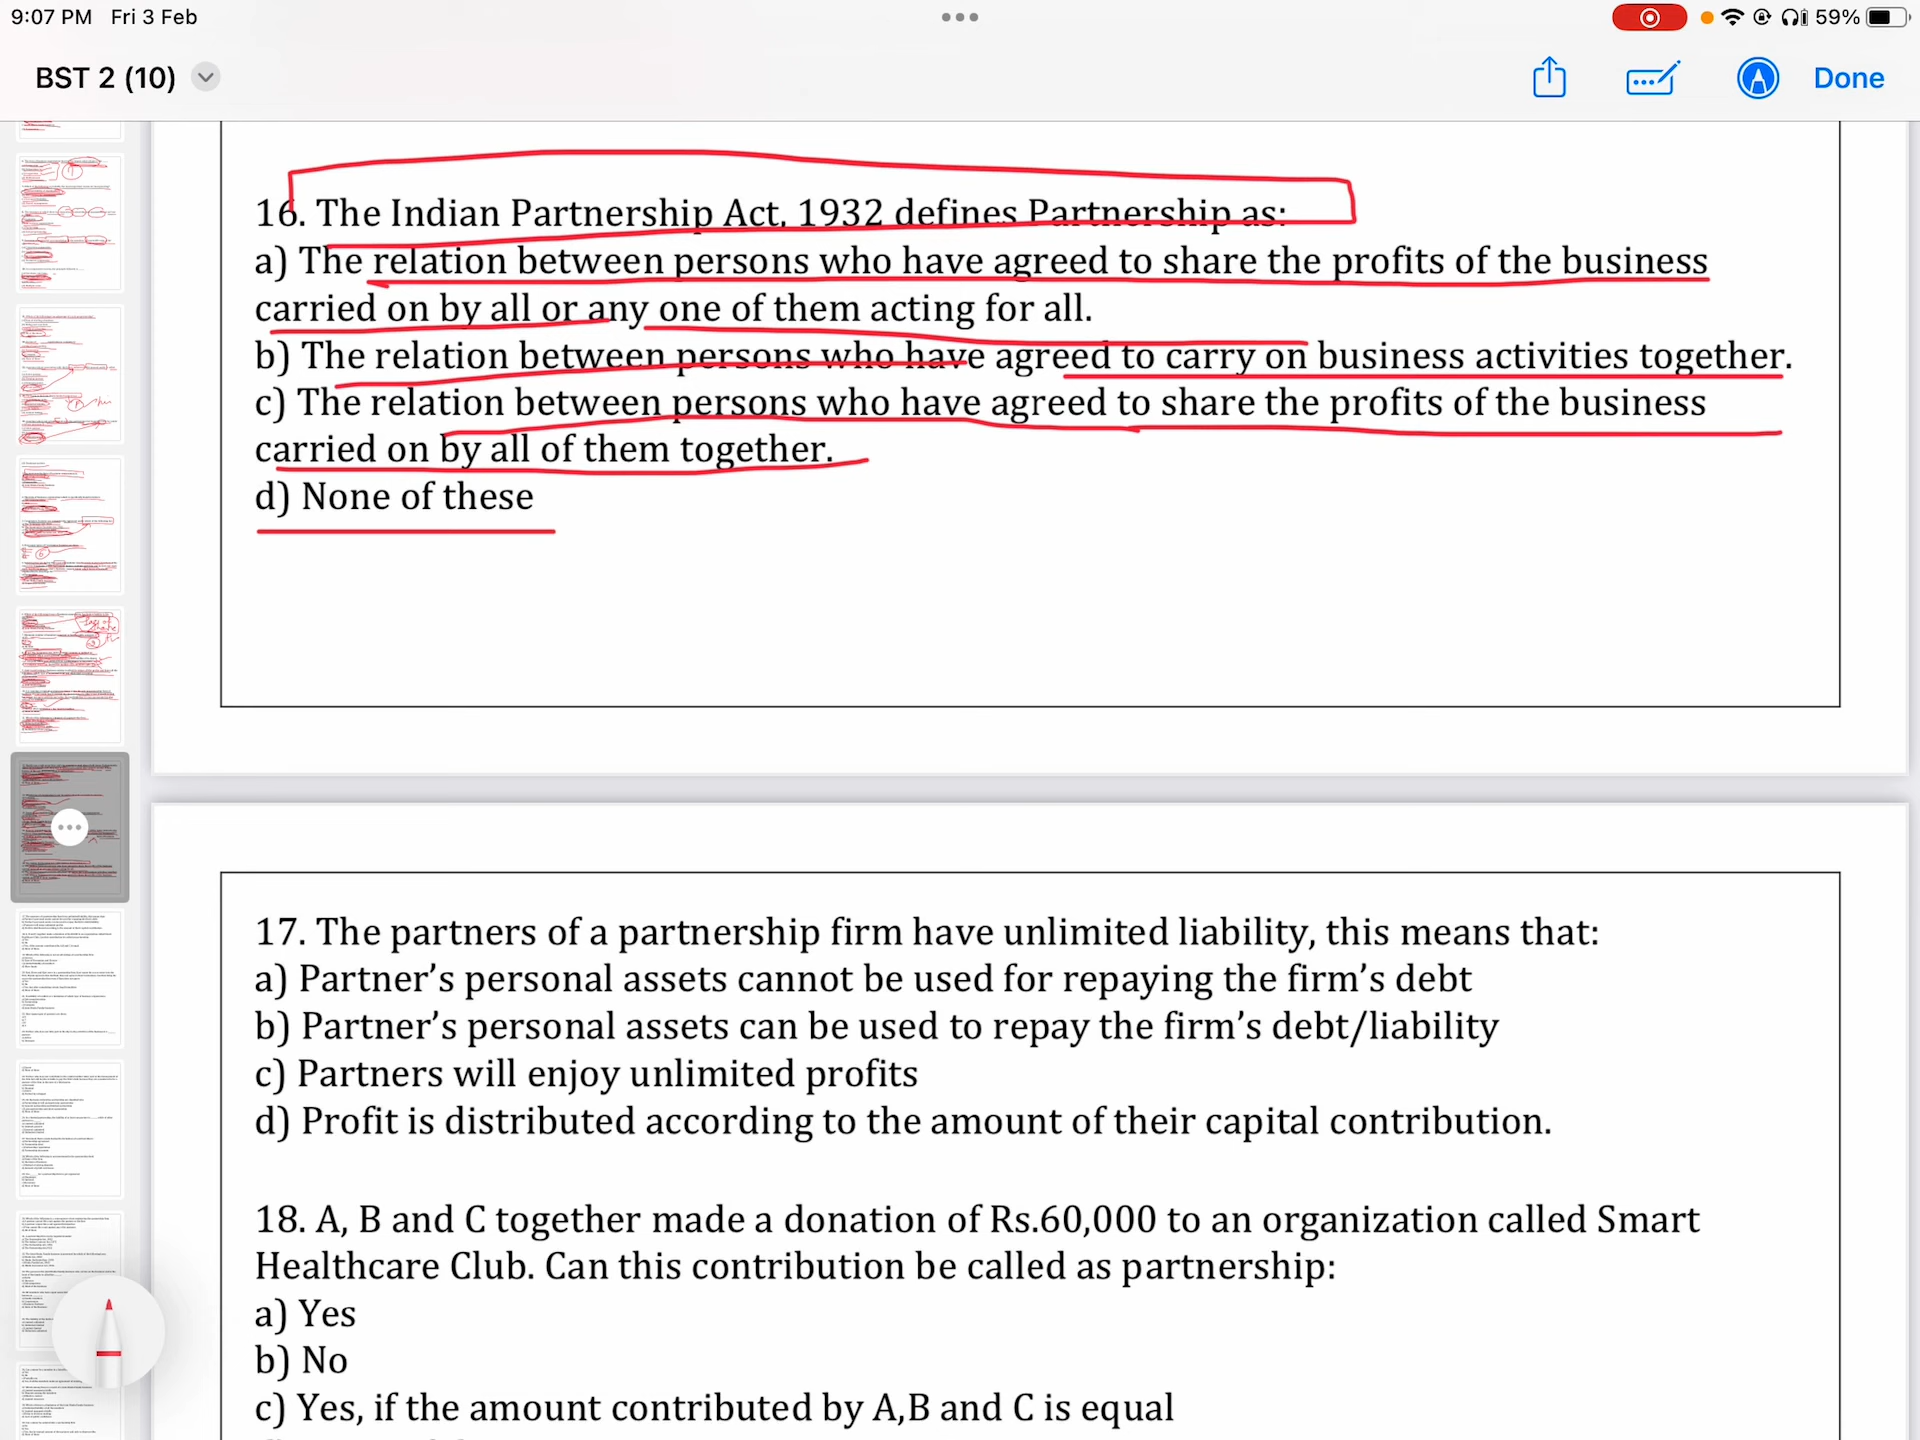 9:07 PM Fri 3 Feb
59%
BST 2 (10)
Done
16. The Indian Partnership Act, 1932 defines Partnership as:
a) The relation between persons who have agreed to share the profits of the business
carried on by all or any one of them acting for all.
b) The relation between persons who have agreed to carry on business activities together.
c) The relation between persons who have agreed to share the profits of the business
carried on by all of them together.
d) None of these
17. The partners of a partnership firm have unlimited liability, this means that:
a) Partner’s personal assets cannot be used for repaying the firm’s debt
b) Partner’s personal assets can be used to repay the firm’s debt/liability
c) Partners will enjoy unlimited profits
d) Profit is distributed according to the amount of their capital contribution.
18. A, B and C together made a donation of Rs.60,000 to an organization called Smart
Healthcare Club. Can this contribution be called as partnership:
a) Yes
b) No
c) Yes, if the amount contributed by A,B and C is equal